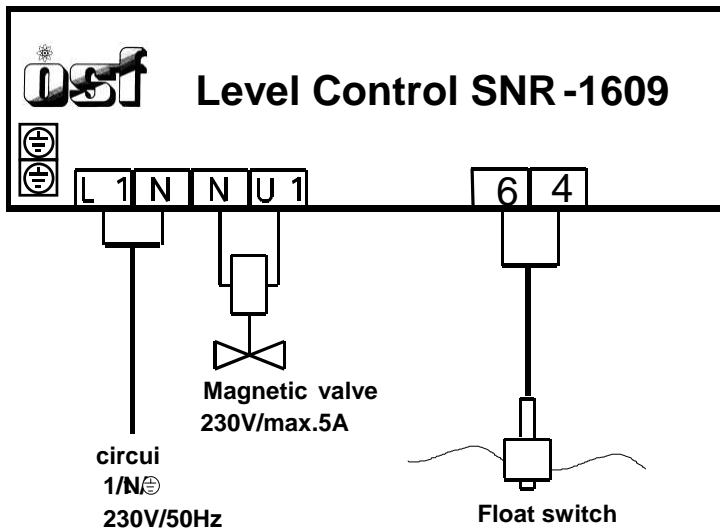 osf Level Control SNR-1609
L 1 N N U 1 6 4
Magnetic valve
230V/max.5A
circui
1/N/
230V/50Hz
Float switch